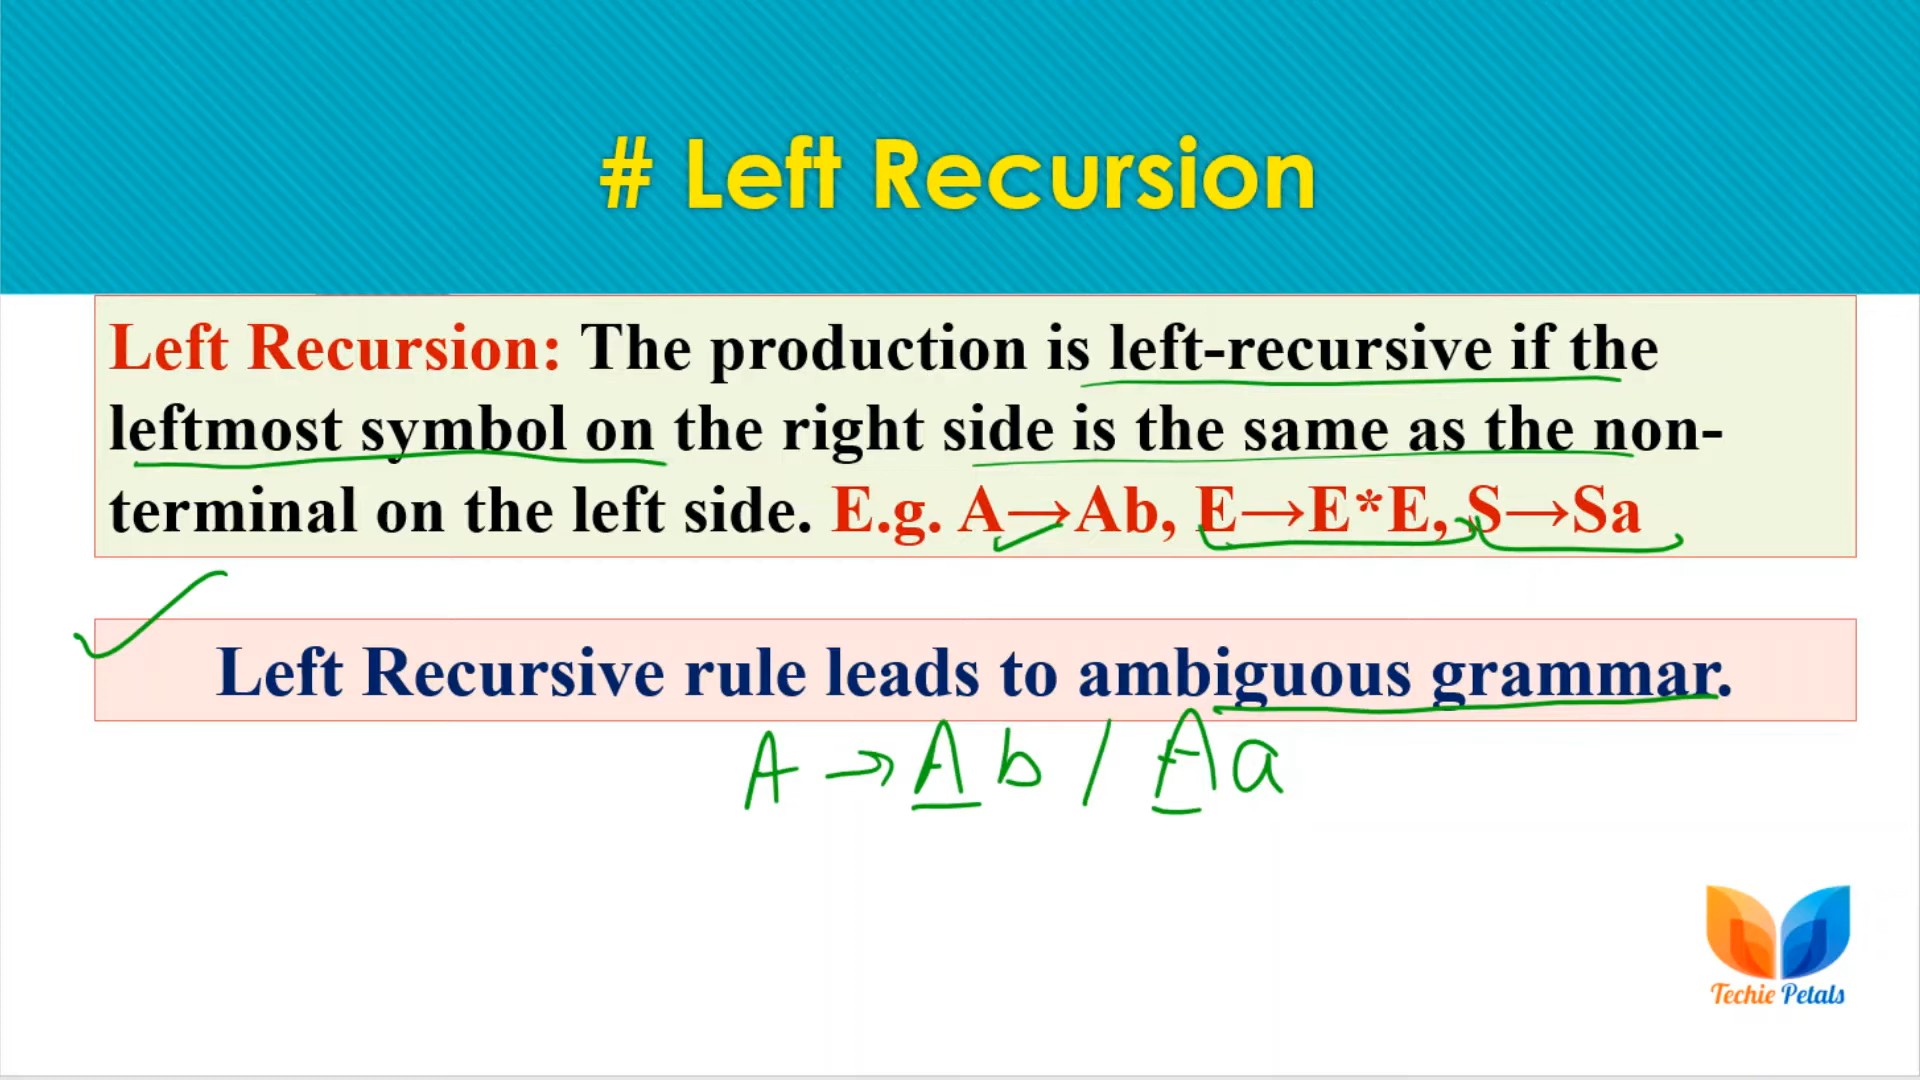 # Left Recursion
Left Recursion: The production is left-recursive if the
leftmost symbol on the right side is the same as the non-
terminal on the left side. E.g. A→Ab, E→E*E, S→Sa
Left Recursive rule leads to ambiguous grammar.
A → A b / A a
Techie Petals